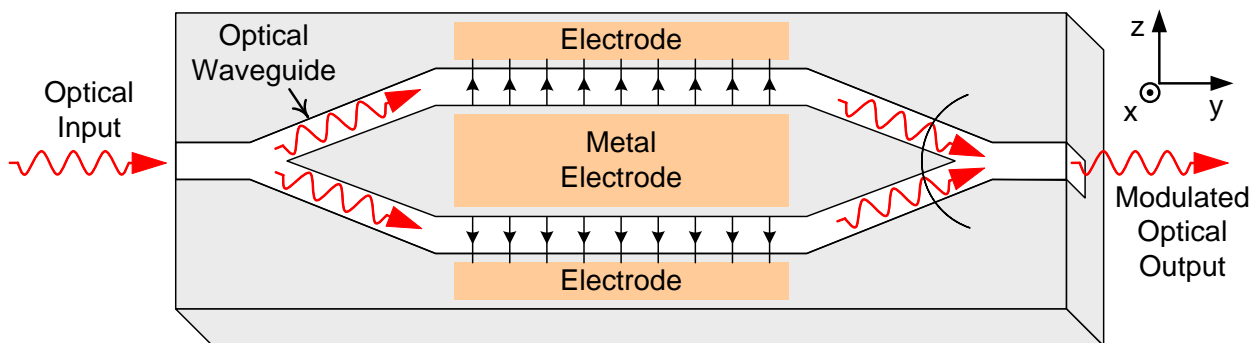 Optical
Waveguide
Electrode
z
x
y
Optical
Input
Metal
Electrode
Modulated
Optical
Output
Electrode